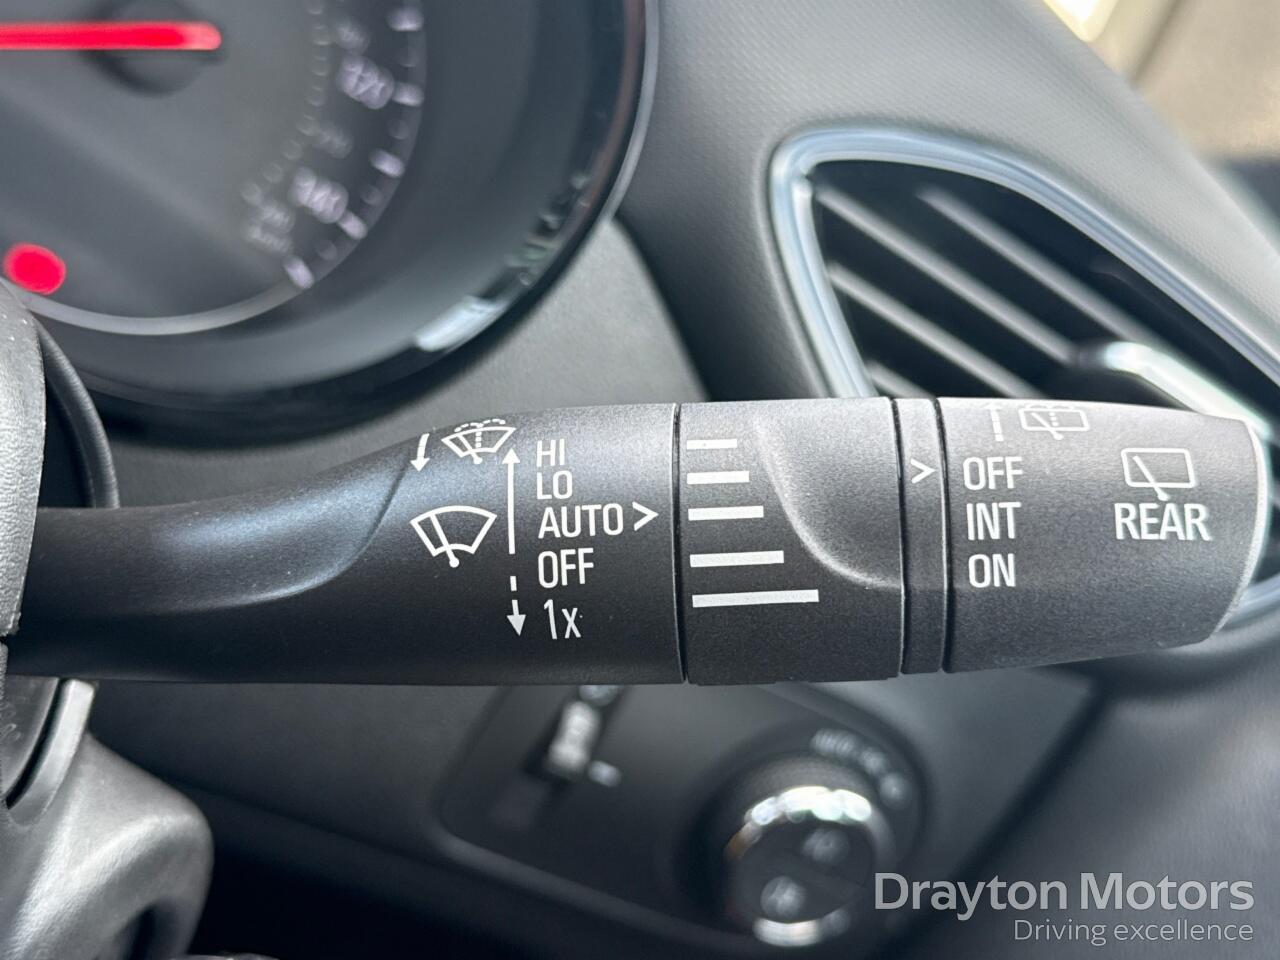 HI
LO
AUTO >
OFF
1x
>
OFF
INT
ON
REAR
Drayton Motors
Driving excellence